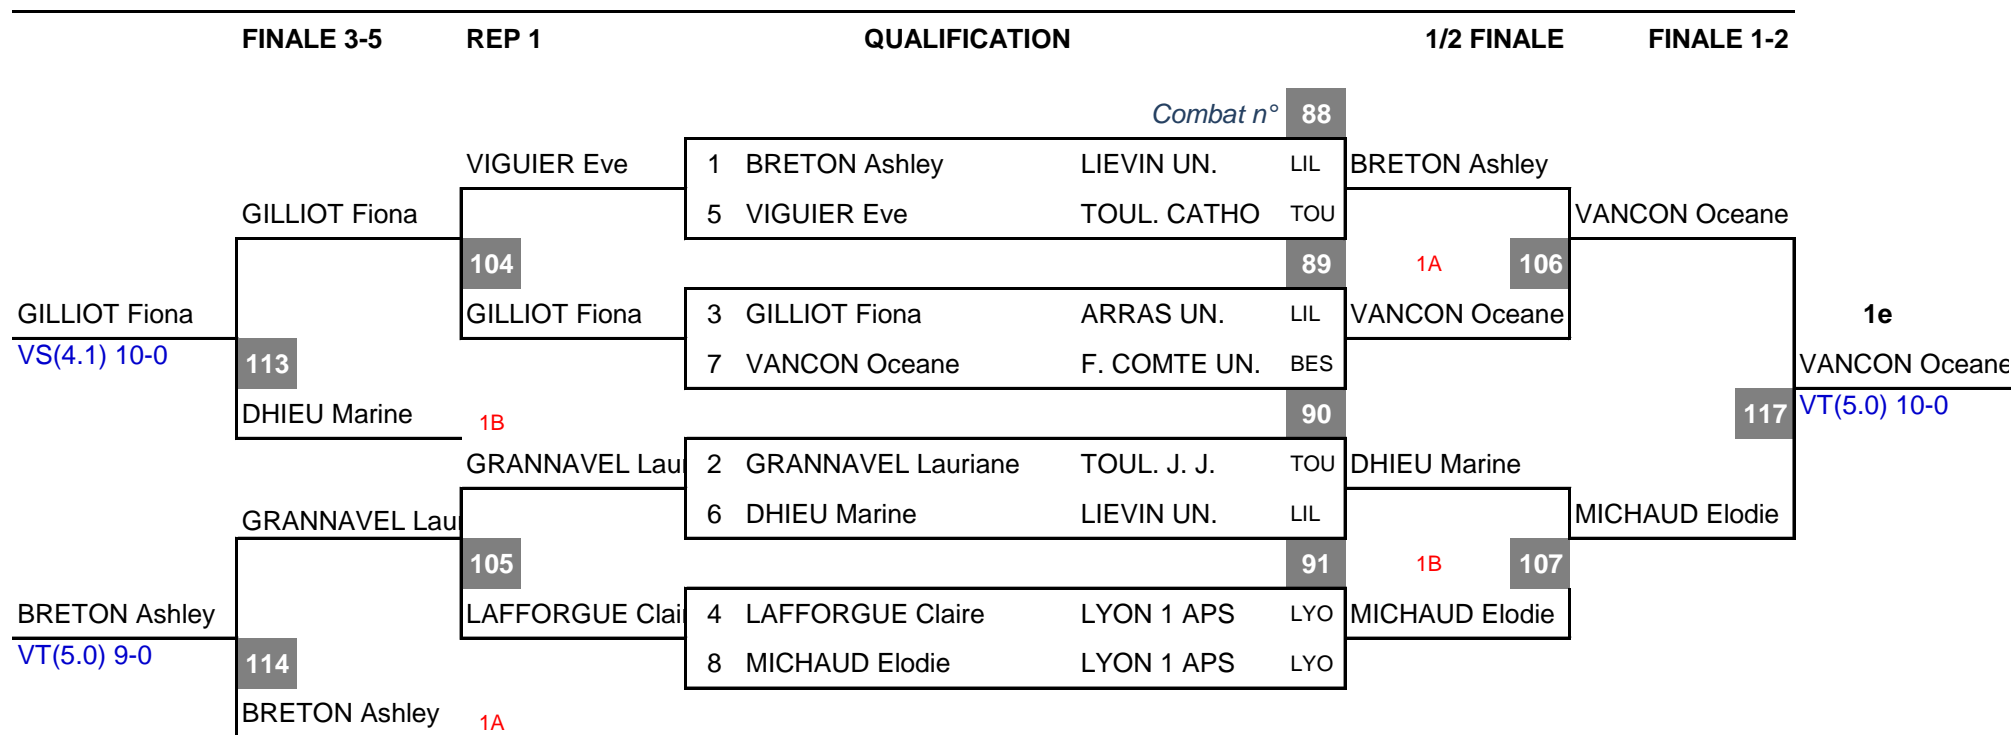 FINALE 3-5 REP 1 QUALIFICATION 1/2 FINALE FINALE 1-2
Combat n° 88
VIGUIER Eve 1 BRETON Ashley LIEVIN UN. LIL BRETON Ashley
GILLIOT Fiona 5 VIGUIER Eve TOUL. CATHO TOU VANCON Oceane
104 89 1A 106
GILLIOT Fiona GILLIOT Fiona 3 GILLIOT Fiona ARRAS UN. LIL VANCON Oceane 1e
VS(4.1) 10-0 113 7 VANCON Oceane F. COMTE UN. BES VANCON Oceane
DHIEU Marine 1B 90 117 VT(5.0) 10-0
GRANNAVEL Lau 2 GRANNAVEL Lauriane TOUL. J. J. TOU DHIEU Marine
GRANNAVEL Lau 6 DHIEU Marine LIEVIN UN. LIL MICHAUD Elodie
105 91 1B 107
BRETON Ashley LAFFORGUE Clai 4 LAFFORGUE Claire LYON 1 APS LYO MICHAUD Elodie
VT(5.0) 9-0 114 8 MICHAUD Elodie LYON 1 APS LYO
BRETON Ashley 1A